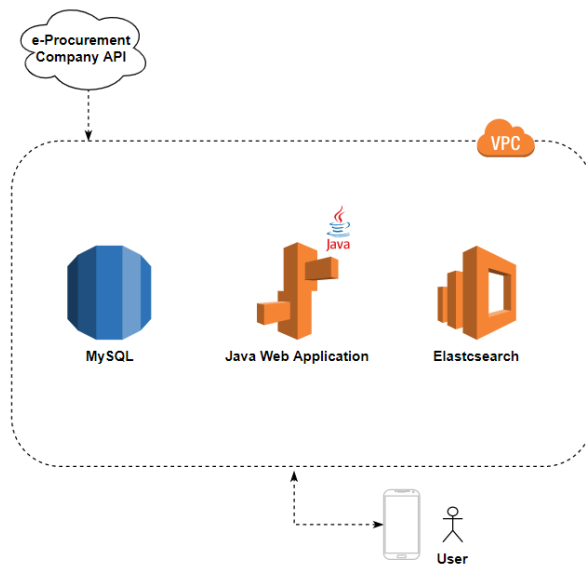 e-Procurement
Company API
VPC
Java
MySQL
Java Web Application
Elastcsearch
User